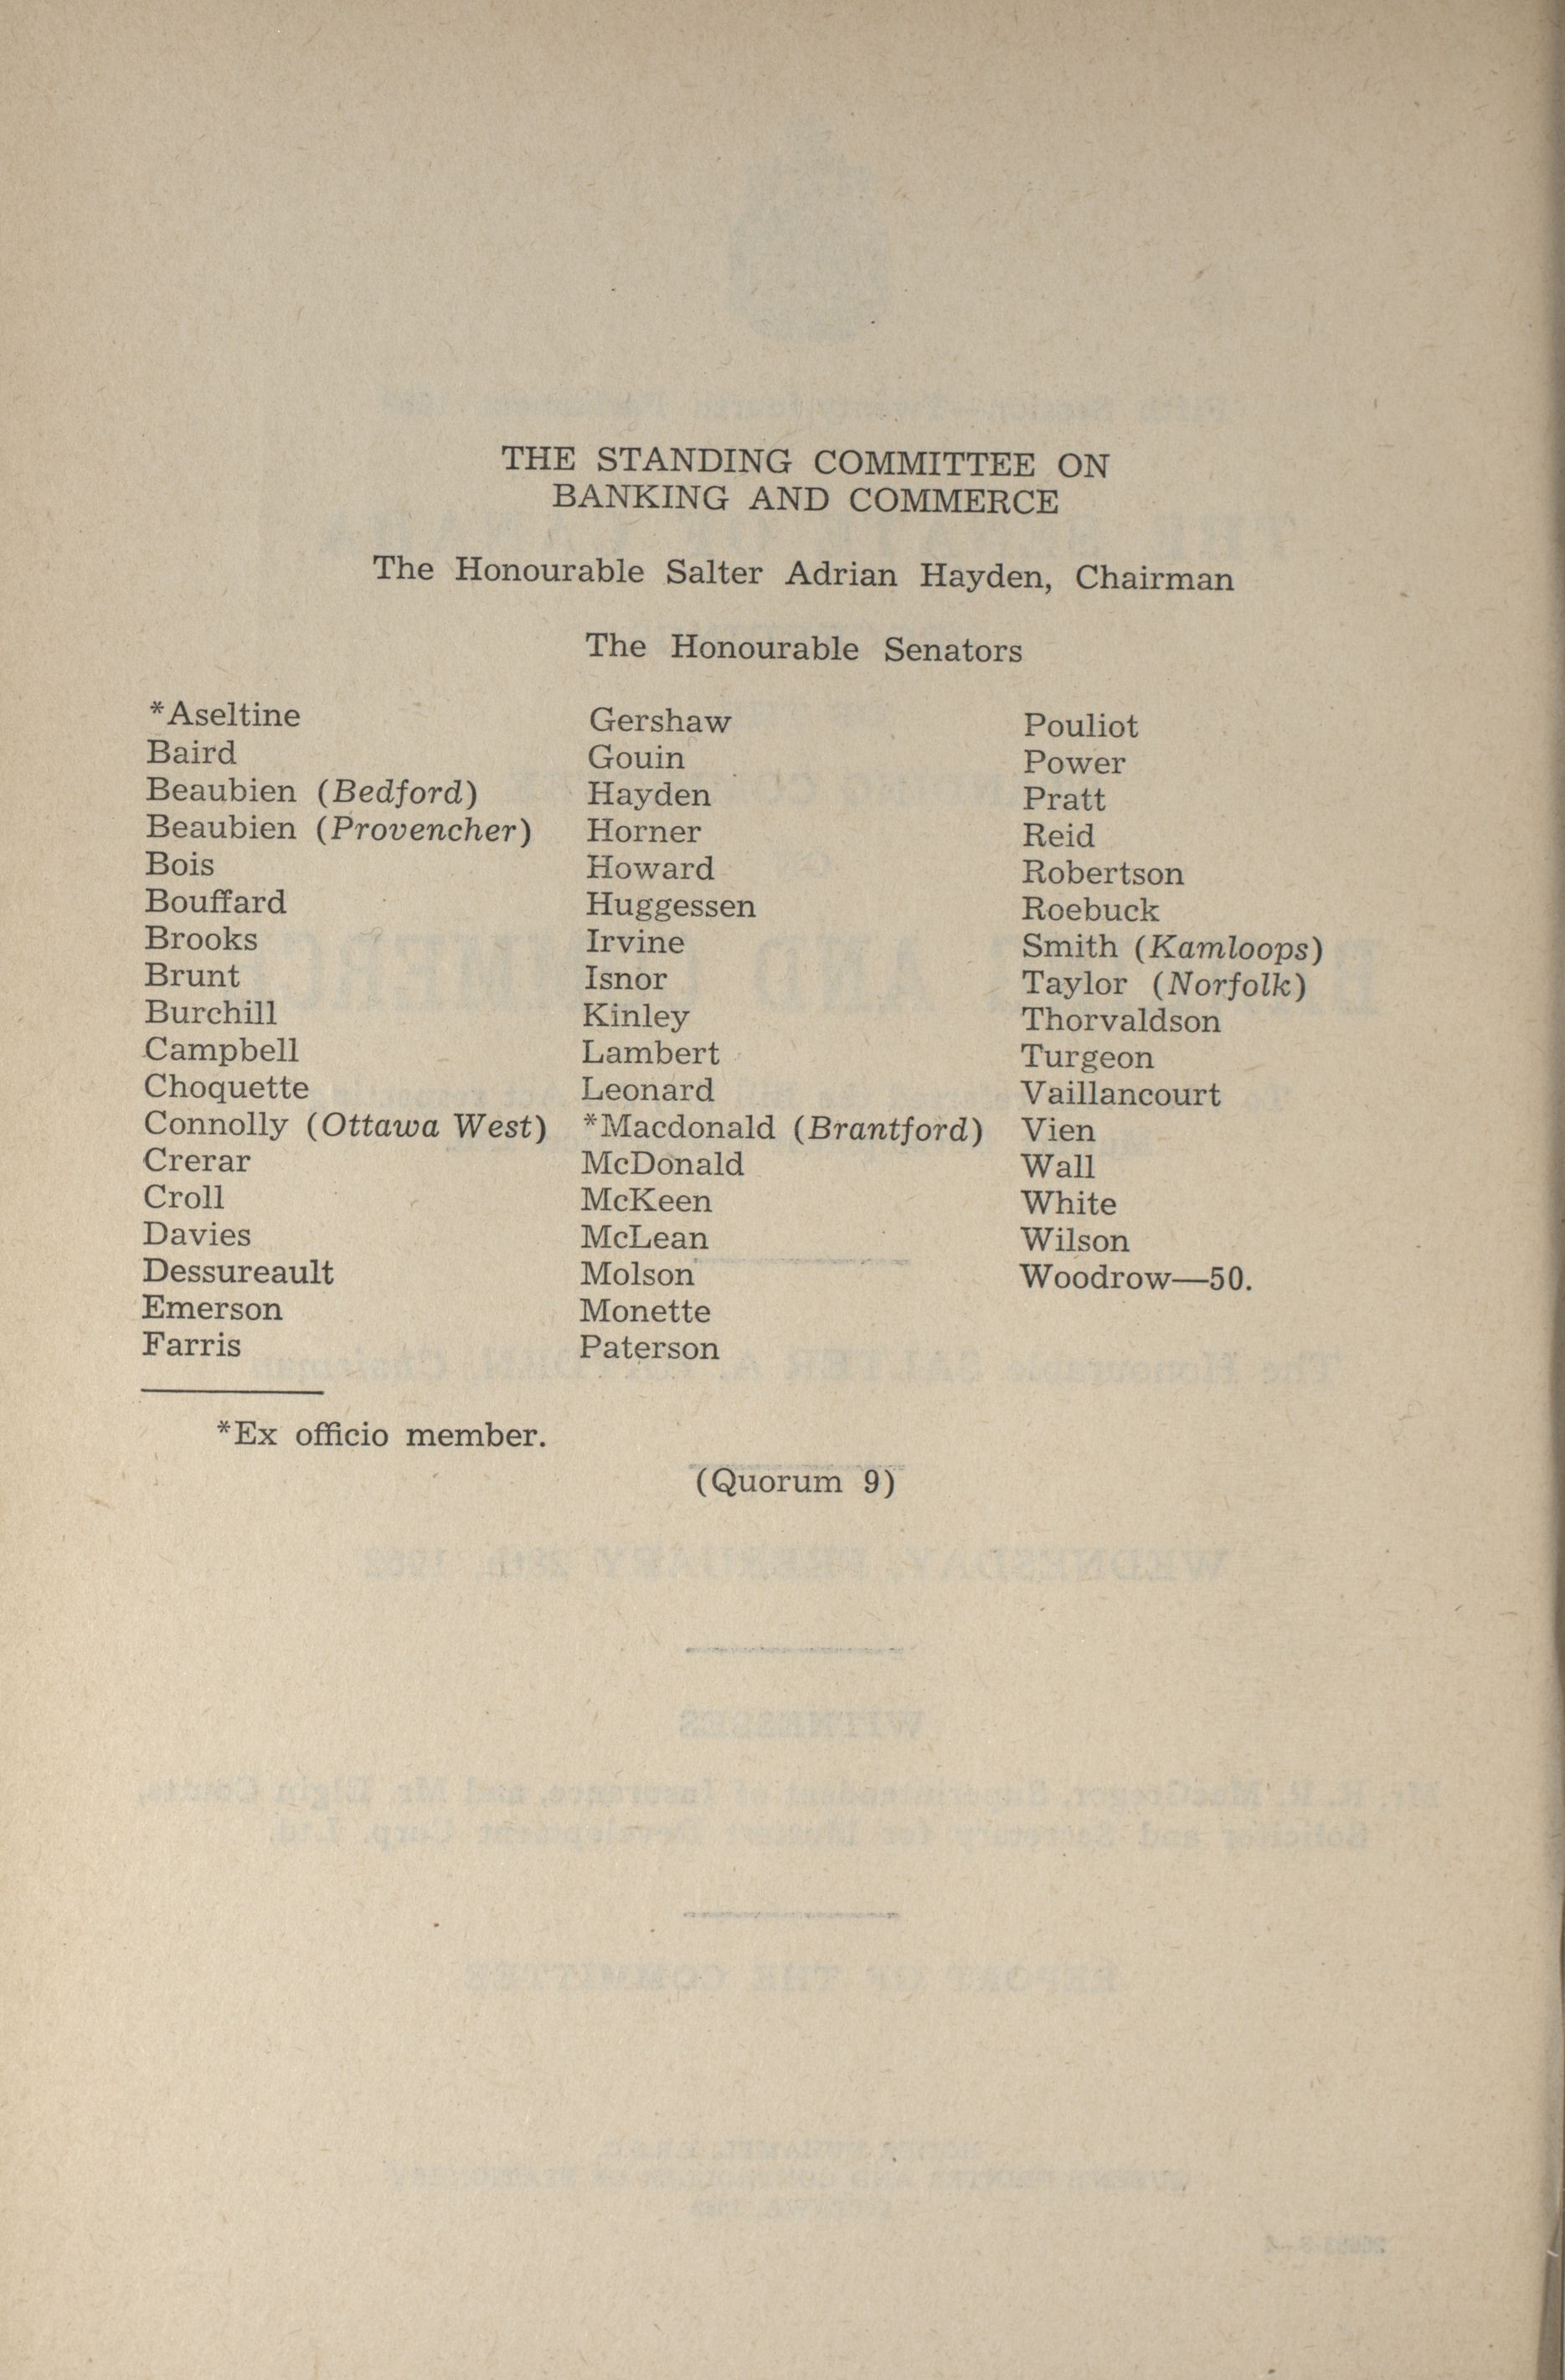 THE STANDING COMMITTEE ON
BANKING AND COMMERCE
The Honourable Salter Adrian Hayden, Chairman
The Honourable Senators
*Aseltine
Baird
Beaubien (Bedford)
Beaubien (Provencher)
Bois
Bouffard
Brooks
Brunt
Burchill
Campbell
Choquette
Connolly (Ottawa West)
Crerar
Croll
Davies
Dessureault
Emerson
Farris
Gershaw
Gouin
Hayden
Horner
Howard
Huggessen
Irvine
Isnor
Kinley
Lambert
Leonard
*Macdonald (Brantford)
McDonald
McKeen
McLean
Molson
Monette
Paterson
Pouliot
Power
Pratt
Reid
Robertson
Roebuck
Smith (Kamloops)
Taylor (Norfolk)
Thorvaldson
Turgeon
Vaillancourt
Vien
Wall
White
Wilson
Woodrow—50.
*Ex officio member.
(Quorum 9)